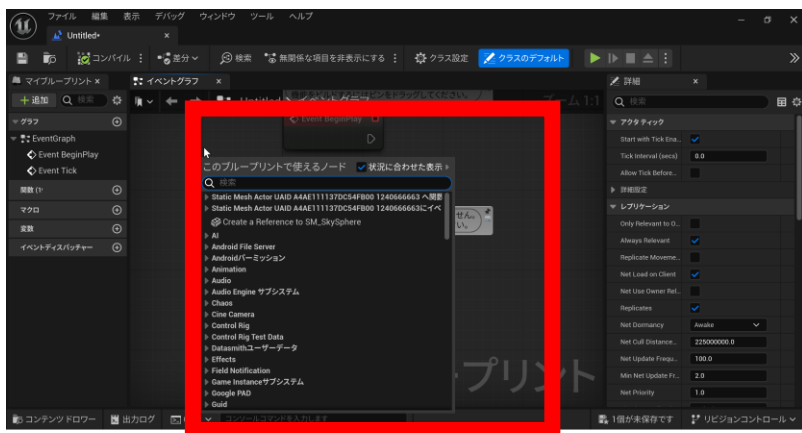 ファイル 編集 表示 デバッグ ウィンドウ ツール ヘルプ
Untitled•
コンパイル 差分 検索 無関係な項目を非表示にする クラス設定 クラスのデフォルト
マイブループリント イベントグラフ 詳細
+ 追加 検索
グラフ
EventGraph
Event BeginPlay
Event Tick
マクロ
変数
イベントディスパッチャー
イベントグラフ
ズーム 1:1
Event BeginPlay
このブループリントで使えるノード 状況に合わせた表示
検索
Static Mesh Actor UAID A4AE111137DC54FB00 1240666663 へ関数
Static Mesh Actor UAID A4AE111137DC54FB00 1240666663にイベ
Create a Reference to SM_SkySphere
AI
Android File Server
Androidパーミッション
Animation
Audio
Audio Engine サブシステム
Chaos
Cine Camera
Control Rig
Control Rig Test Data
Datasmithユーザーデータ
Effects
Field Notification
Game Instanceサブシステム
Google PAD
Guid
せん。
い。
プリント
検索
アクタ ティック
Start with Tick Ena..
Tick Interval (secs) 0.0
Allow Tick Before..
詳細設定
レプリケーション
Only Relevant to O..
Always Relevant
Replicate Moveme..
Net Load on Client
Net Use Owner Rel..
Replicates
Net Dormancy Awake
Net Cull Distance... 225000000.0
Net Update Frequ.. 100.0
Min Net Update Fr.. 2.0
Net Priority 1.0
コンテンツ ドロワー 出力ログ コンソールコマンドを入力します 1個が未保存です リビジョンコントロール